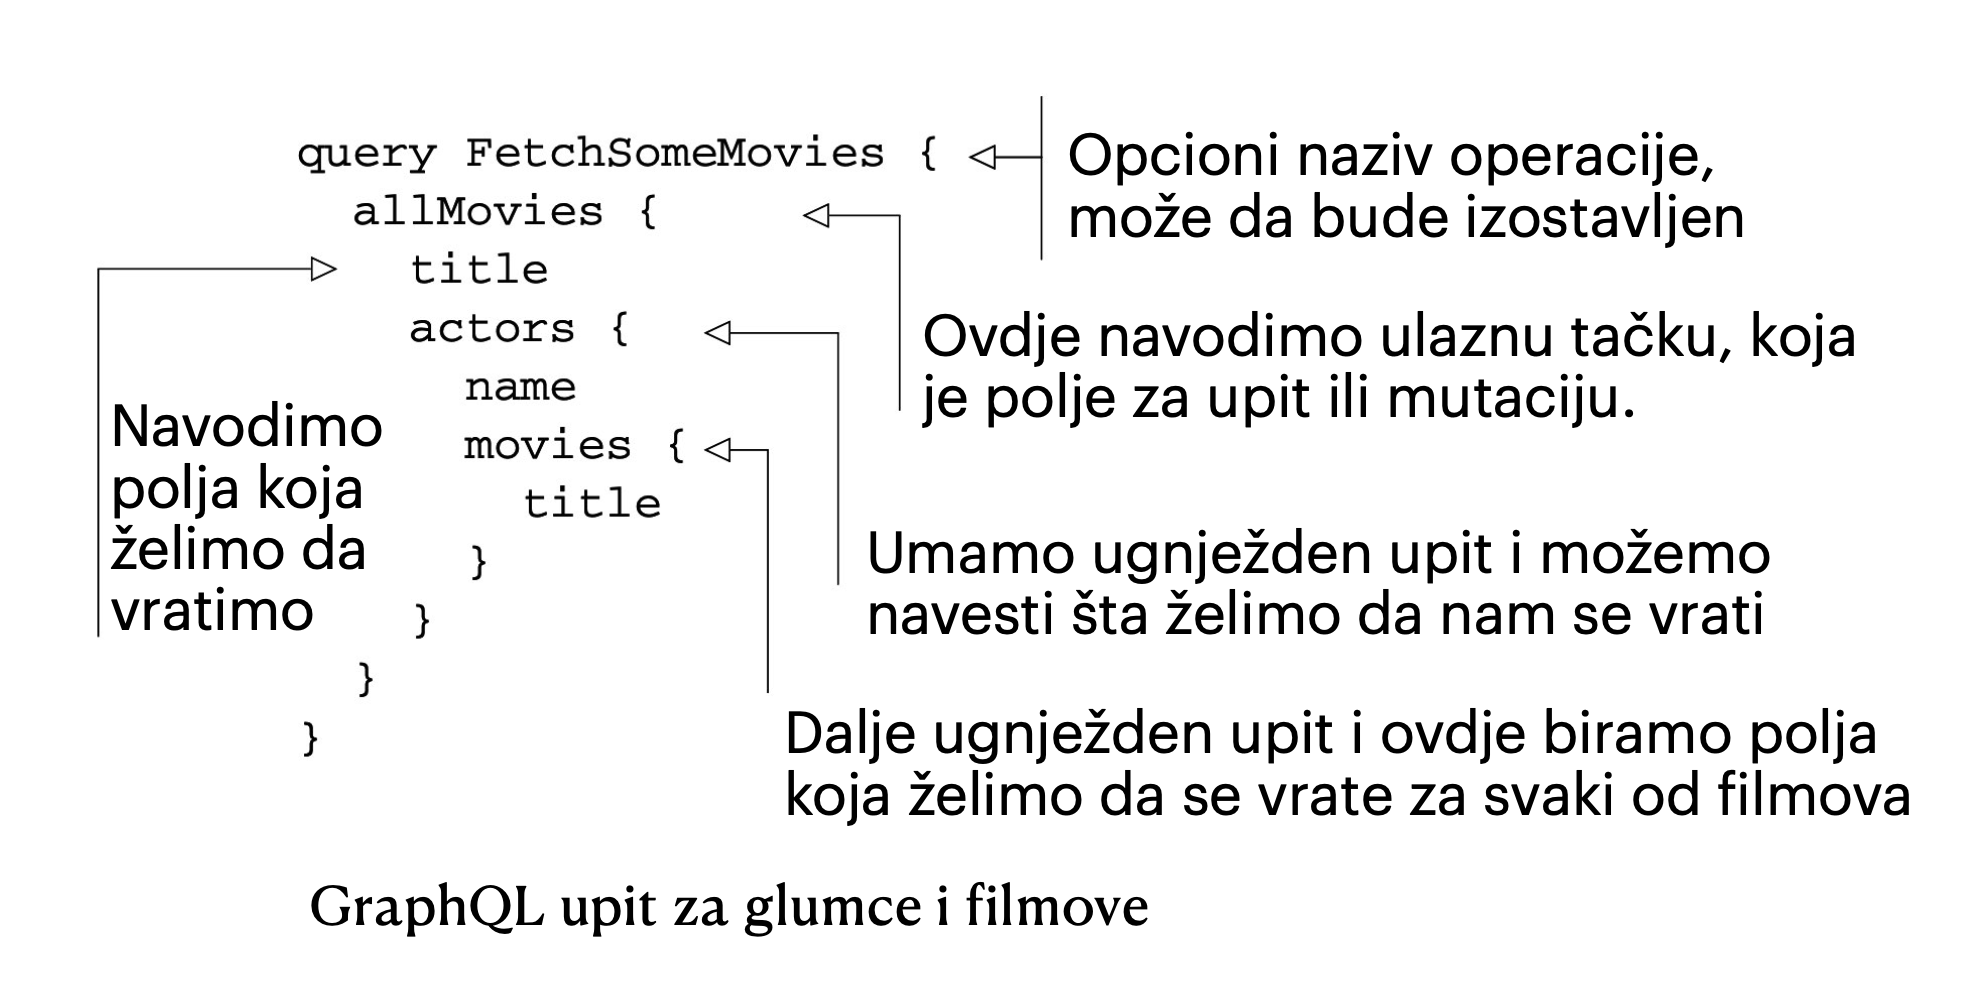 query FetchSomeMovies {
allMovies {
title
actors {
name
movies {
title
}
}
}
}
Opcioni naziv operacije,
može da bude izostavljen
Ovdje navodimo ulaznu tačku, koja
je polje za upit ili mutaciju.
Navodimo
polja koja
želimo da
vratimo
Umamo ugnježden upit i možemo
navesti šta želimo da nam se vrati
Dalje ugnježden upit i ovdje biramo polja
koja želimo da se vrate za svaki od filmova
GraphQL upit za glumce i filmove